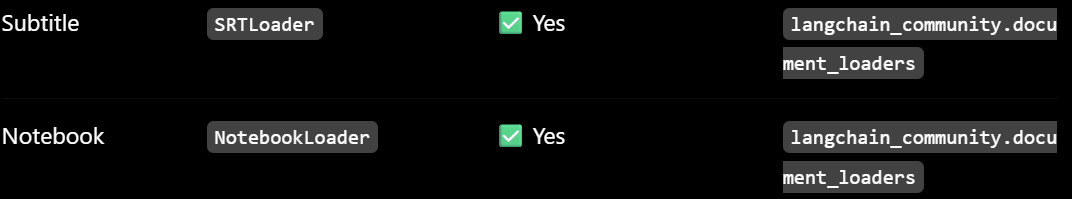 Subtitle SRTLoader ✅ Yes langchain_community.docu
ment_loaders
Notebook NotebookLoader ✅ Yes langchain_community.docu
ment_loaders